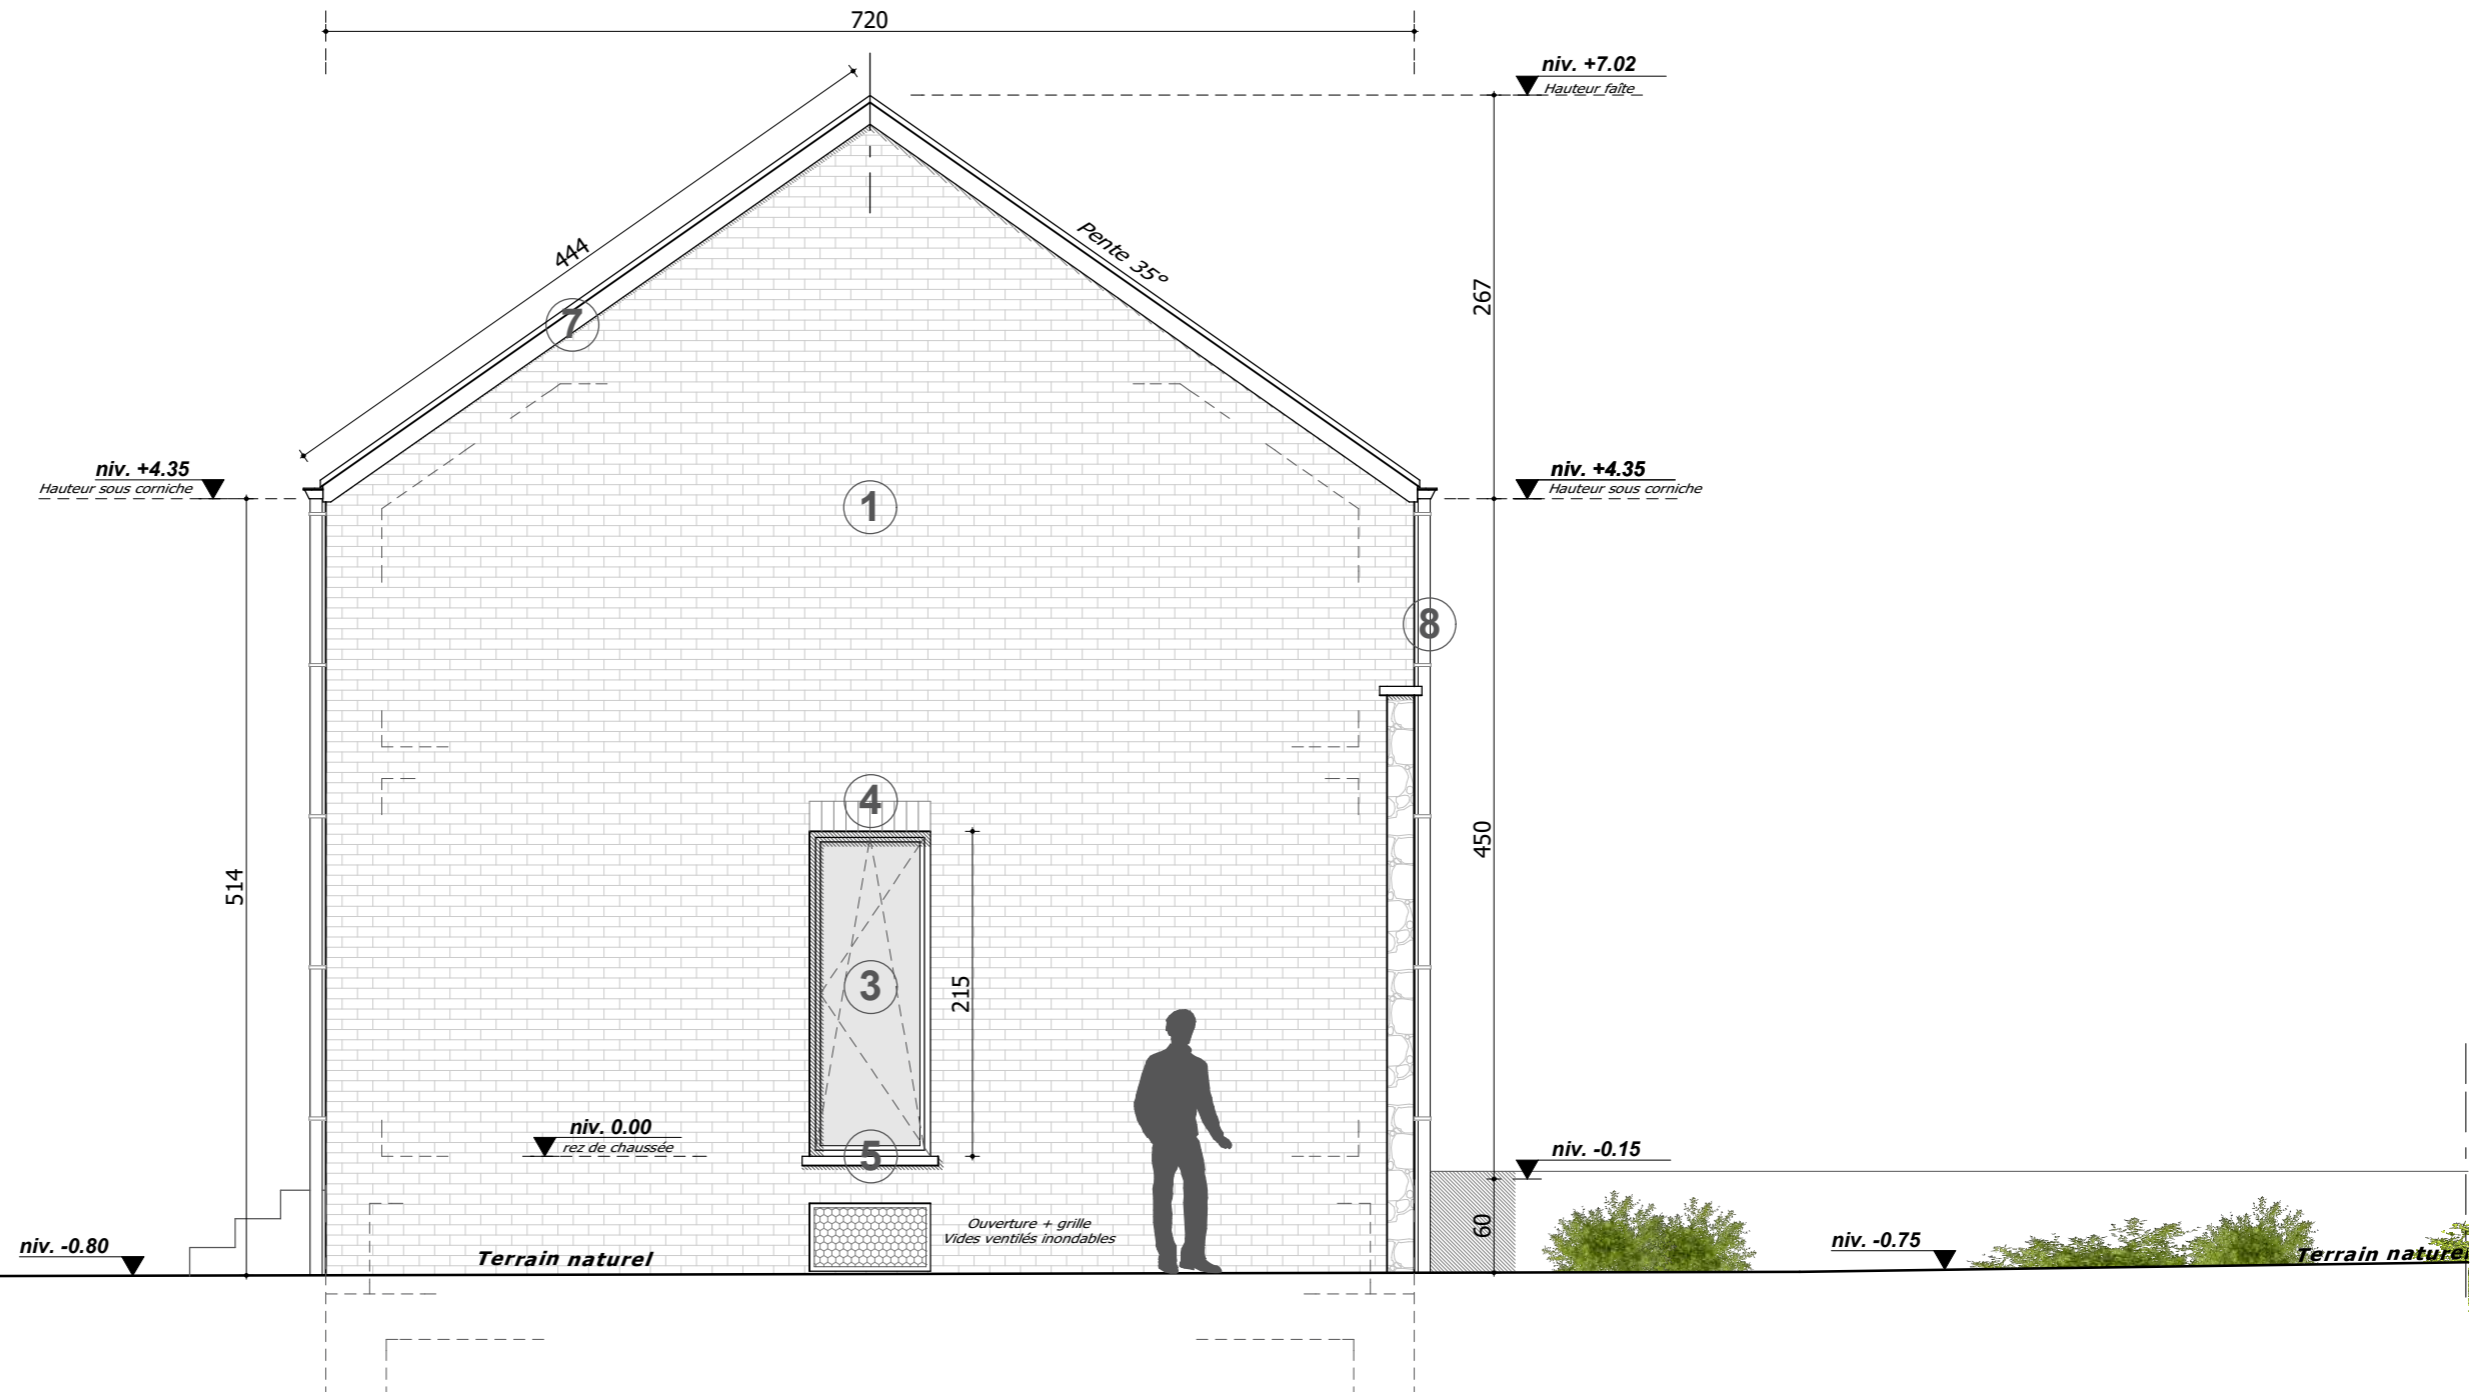 720
niv. +7.02
Hauteur faîte
444
Pente 35°
267
7
niv. +4.35
Hauteur sous corniche
niv. +4.35
Hauteur sous corniche
1
8
4
450
514
3
215
niv. 0.00
rez de chaussée
5
niv. -0.15
60
Ouverture + grille
Vides ventilés inondables
niv. -0.80
Terrain naturel
niv. -0.75
Terrain naturel